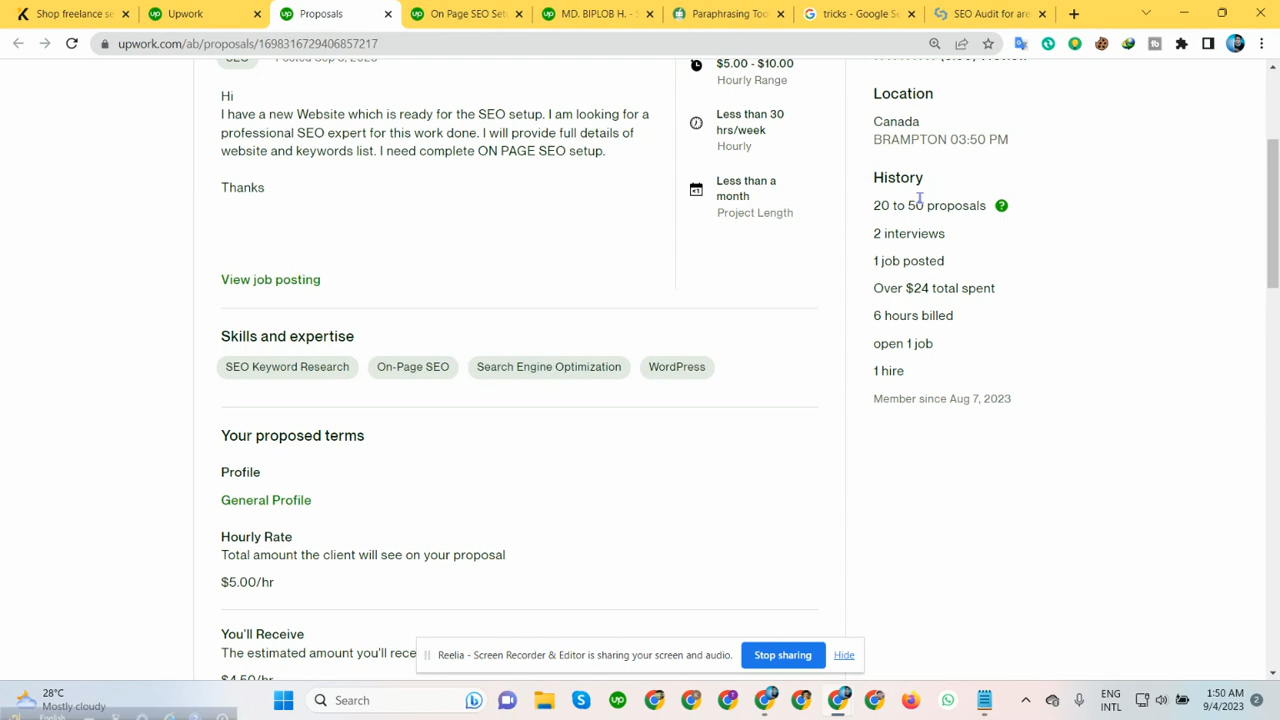 Shop freelance se
Upwork
Proposals
On Page SEO Set
MD. BIPLOB H. - S
Paraphrasing Too
tricks - Google S
SEO Audit for are
upwork.com/ab/proposals/1698316729406857217
Hi
I have a new Website which is ready for the SEO setup. I am looking for a
professional SEO expert for this work done. I will provide full details of
website and keywords list. I need complete ON PAGE SEO setup.
Thanks
View job posting
$5.00 - $10.00
Hourly Range
Less than 30
hrs/week
Hourly
Less than a
month
Project Length
Skills and expertise
SEO Keyword Research
On-Page SEO
Search Engine Optimization
WordPress
Your proposed terms
Profile
General Profile
Hourly Rate
Total amount the client will see on your proposal
$5.00/hr
You'll Receive
The estimated amount you'll rece
Location
Canada
BRAMPTON 03:50 PM
History
20 to 50 proposals
2 interviews
1 job posted
Over $24 total spent
6 hours billed
open 1 job
1 hire
Member since Aug 7, 2023
Reelia - Screen Recorder & Editor is sharing your screen and audio.
Stop sharing
Hide
28°C
Mostly cloudy
English
Search
ENG
INTL
1:50 AM
9/4/2023
2